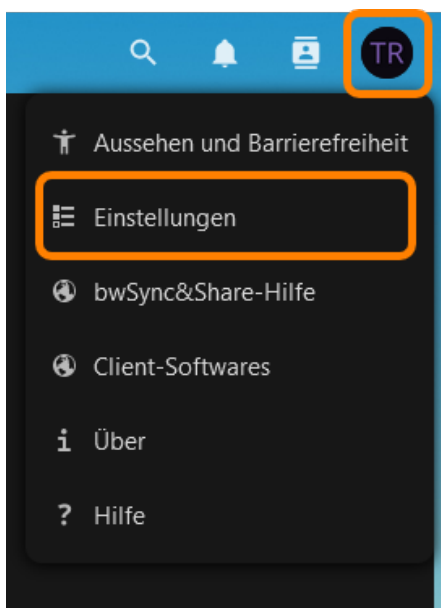 TR
Aussehen und Barrierefreiheit
Einstellungen
bwSync&Share-Hilfe
Client-Softwares
Über
Hilfe